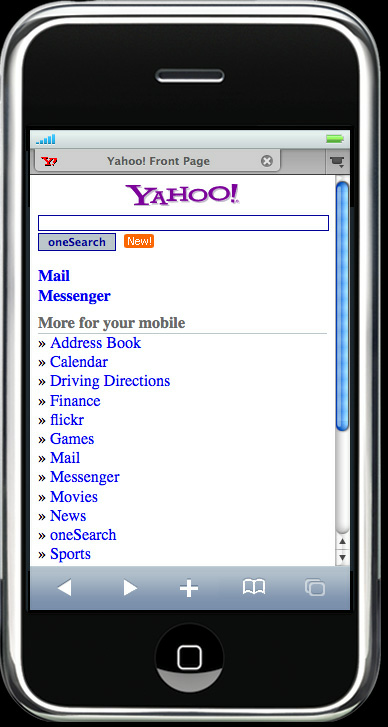 Yahoo! Front Page
YAHOO!
oneSearch New!
Mail
Messenger
More for your mobile
» Address Book
» Calendar
» Driving Directions
» Finance
» flickr
» Games
» Mail
» Messenger
» Movies
» News
» oneSearch
» Sports